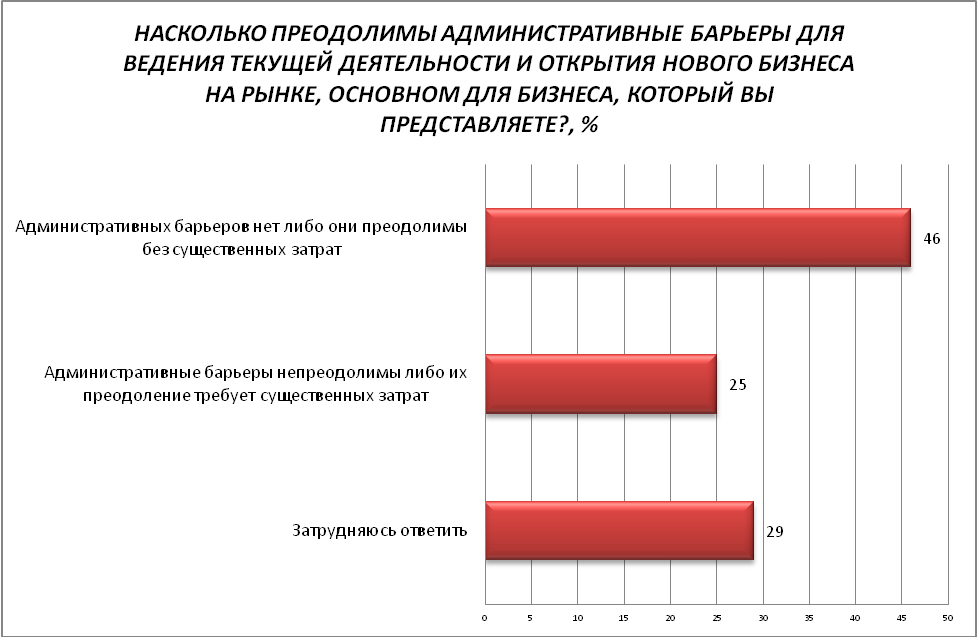 НАСКОЛЬКО ПРЕОДОЛИМЫ АДМИНИСТРАТИВНЫЕ БАРЬЕРЫ ДЛЯ
ВЕДЕНИЯ ТЕКУЩЕЙ ДЕЯТЕЛЬНОСТИ И ОТКРЫТИЯ НОВОГО БИЗНЕСА
НА РЫНКЕ, ОСНОВНОМ ДЛЯ БИЗНЕСА, КОТОРЫЙ ВЫ
ПРЕДСТАВЛЯЕТЕ?, %
Административных барьеров нет либо они преодолимы
без существенных затрат
46
Административные барьеры непреодолимы либо их
преодоление требует существенных затрат
25
Затрудняюсь ответить
29
0 5 10 15 20 25 30 35 40 45 50